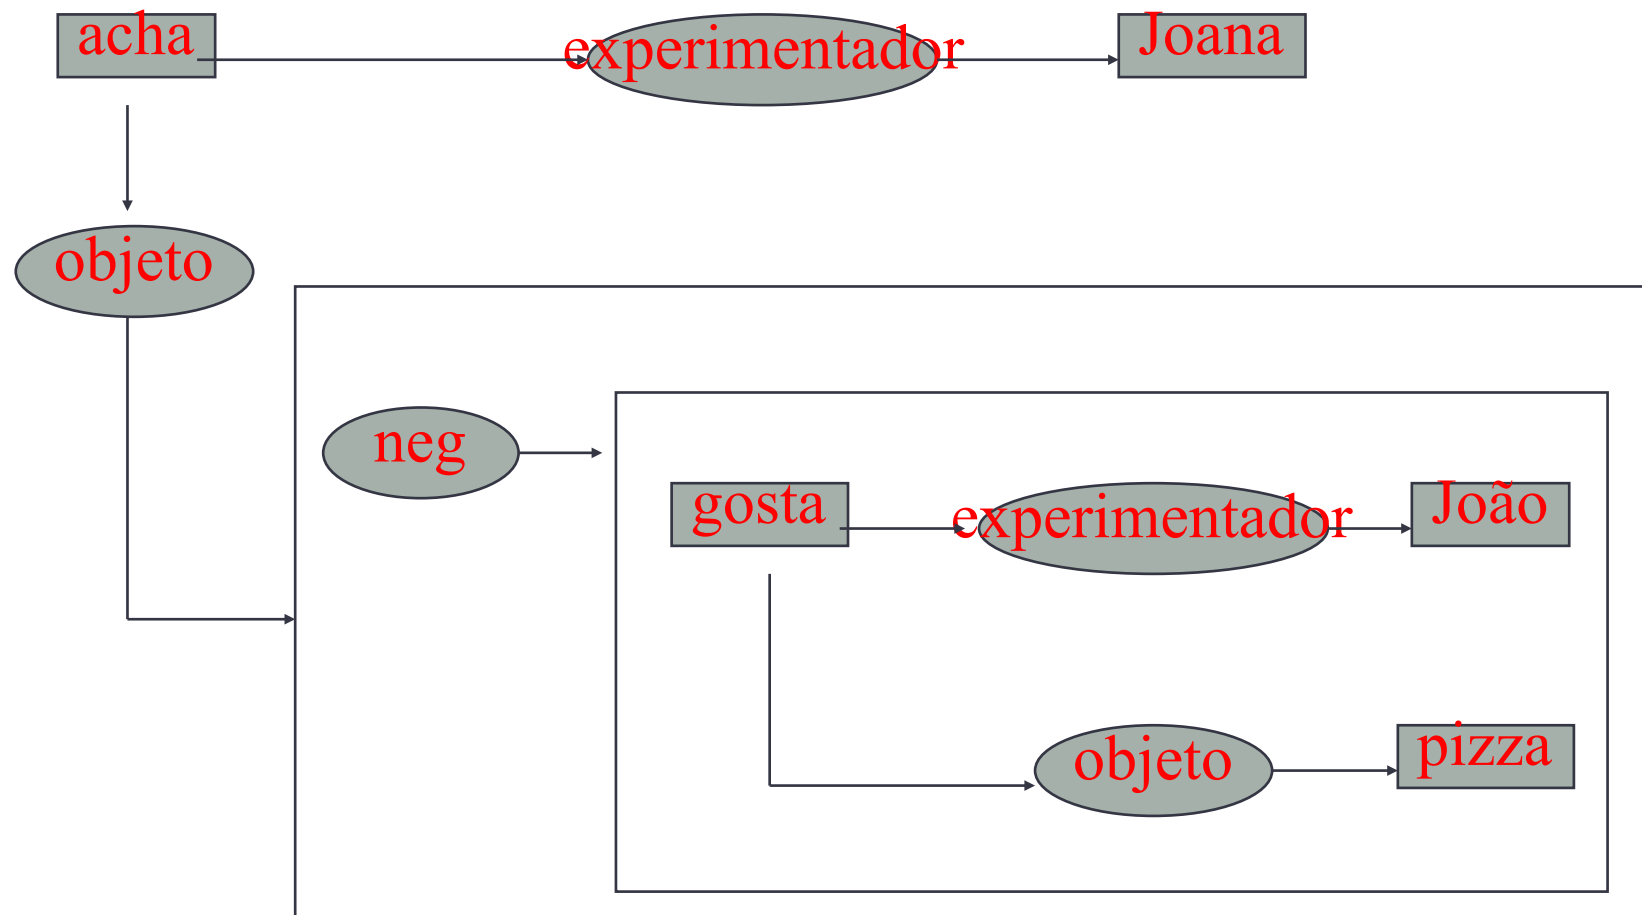 acha
experimentador
Joana
objeto
neg
gosta
experimentador
João
objeto
pizza